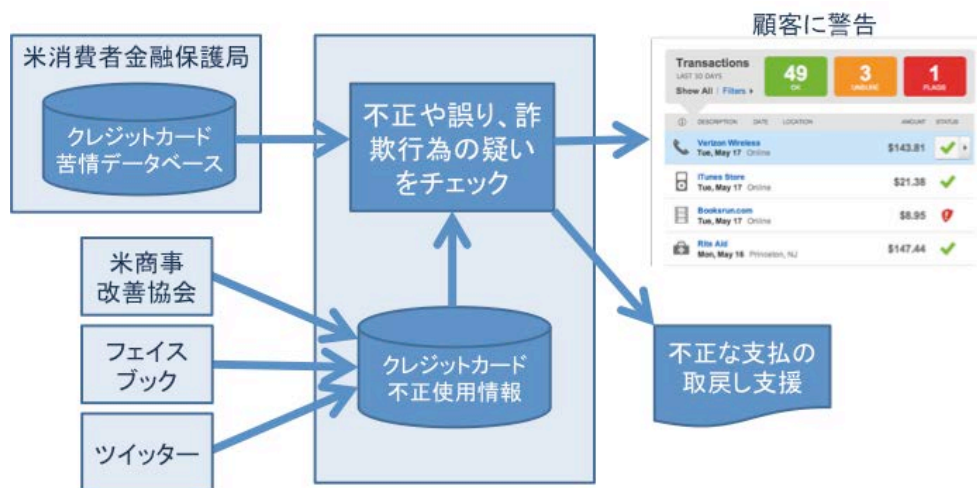 米消費者金融保護局
クレジットカード
苦情データベース
米商事
改善協会
フェイス
ブック
ツイッター
不正や誤り、詐
欺行為の疑い
をチェック
クレジットカード
不正使用情報
顧客に警告
Transactions
LAST 30 DAYS
Show All | Filters
49
OK
3
UNSURE
1
FLAGS
DESCRIPTION DATE LOCATION AMOUNT STATUS
Verizon Wireless
Tue, May 17 Online
$143.81
iTunes Store
Tue, May 17 Online
$21.38
Booksrun.com
Tue, May 17 Online
$8.95
Rite Aid
Mon, May 16 Princeton, NJ
$147.44
不正な支払の
取戻し支援